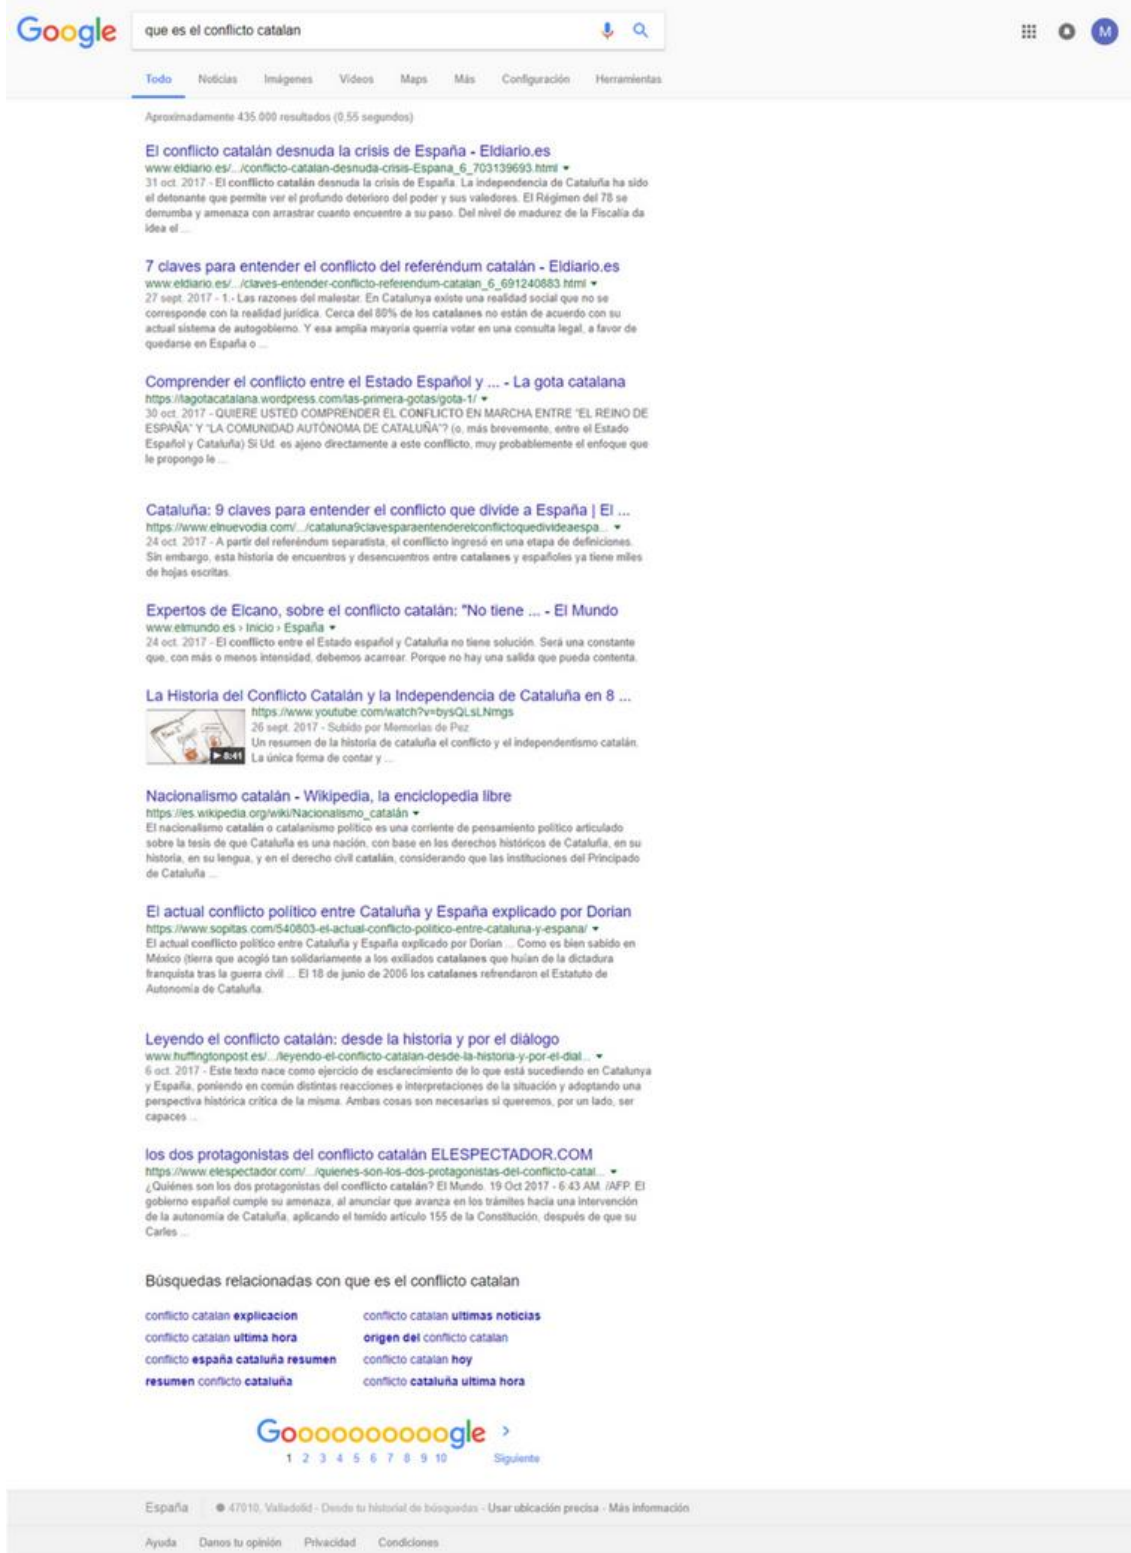 Google
que es el conflicto catalan
M
Todo Noticias Imágenes Vídeos Maps Más Configuración Herramientas
Aproximadamente 435.000 resultados (0,55 segundos)
El conflicto catalán desnuda la crisis de España - Eldiario.es
www.eldiario.es/.../conflicto-catalan-desnuda-crisis-Espana_6_703139693.html
31 oct. 2017 - El conflicto catalán desnuda la crisis de España. La independencia de Cataluña ha sido
el detonante que permite ver el profundo deterioro del poder y sus valedores. El Régimen del 78 se
derrumba y amenaza con arrastrar cuanto encuentre a su paso. Del nivel de madurez de la Fiscalía da
idea el ...
7 claves para entender el conflicto del referéndum catalán - Eldiario.es
www.eldiario.es/.../claves-entender-conflicto-referendum-catalan_6_691240883.html
27 sept. 2017 - 1.- Las razones del malestar. En Catalunya existe una realidad social que no se
corresponde con la realidad jurídica. Cerca del 80% de los catalanes no están de acuerdo con su
actual sistema de autogobierno. Y esa amplia mayoría querría votar en una consulta legal, a favor de
quedarse en España o ...
Comprender el conflicto entre el Estado Español y ... - La gota catalana
https://lagotacatalana.wordpress.com/las-primera-gotas/gota-1/
30 oct. 2017 - QUIERE USTED COMPRENDER EL CONFLICTO EN MARCHA ENTRE "EL REINO DE
ESPAÑA" Y "LA COMUNIDAD AUTÓNOMA DE CATALUÑA"? (o, más brevemente, entre el Estado
Español y Cataluña) Si Ud. es ajeno directamente a este conflicto, muy probablemente el enfoque que
le propongo le ...
Cataluña: 9 claves para entender el conflicto que divide a España | El ...
https://www.elnuevodia.com/.../cataluna9clavesparaentenderelconflictoquedivideaespa...
24 oct. 2017 - A partir del referéndum separatista, el conflicto ingresó en una etapa de definiciones.
Sin embargo, esta historia de encuentros y desencuentros entre catalanes y españoles ya tiene miles
de hojas escritas.
Expertos de Elcano, sobre el conflicto catalán: "No tiene ... - El Mundo
www.elmundo.es › Inicio › España
24 oct. 2017 - El conflicto entre el Estado español y Cataluña no tiene solución. Será una constante
que, con más o menos intensidad, debemos acarrear. Porque no hay una salida que pueda contenta.
La Historia del Conflicto Catalán y la Independencia de Cataluña en 8 ...
https://www.youtube.com/watch?v=bysQLsLNmgs
26 sept. 2017 - Subido por Memorias de Pez
Un resumen de la historia de cataluña el conflicto y el independentismo catalán.
8:41 La única forma de contar y ...
Nacionalismo catalán - Wikipedia, la enciclopedia libre
https://es.wikipedia.org/wiki/Nacionalismo_catalán
El nacionalismo catalán o catalanismo político es una corriente de pensamiento político articulado
sobre la tesis de que Cataluña es una nación, con base en los derechos históricos de Cataluña, en su
historia, en su lengua, y en el derecho civil catalán, considerando que las instituciones del Principado
de Cataluña ...
El actual conflicto político entre Cataluña y España explicado por Dorian
https://www.sopitas.com/540803-el-actual-conflicto-politico-entre-cataluna-y-espana/
El actual conflicto político entre Cataluña y España explicado por Dorian ... Como es bien sabido en
México (tierra que acogió tan solidariamente a los exiliados catalanes que huían de la dictadura
franquista tras la guerra civil ... El 18 de junio de 2006 los catalanes refrendaron el Estatuto de
Autonomía de Cataluña.
Leyendo el conflicto catalán: desde la historia y por el diálogo
www.huffingtonpost.es/.../leyendo-el-conflicto-catalan-desde-la-historia-y-por-el-dial...
6 oct. 2017 - Este texto nace como ejercicio de esclarecimiento de lo que está sucediendo en Catalunya
y España, poniendo en común distintas reacciones e interpretaciones de la situación y adoptando una
perspectiva histórica crítica de la misma. Ambas cosas son necesarias si queremos, por un lado, ser
capaces ...
los dos protagonistas del conflicto catalán ELESPECTADOR.COM
https://www.elespectador.com/.../quienes-son-los-dos-protagonistas-del-conflicto-catal...
¿Quiénes son los dos protagonistas del conflicto catalán? El Mundo. 19 Oct 2017 - 6:43 AM. /AFP. El
gobierno español cumple su amenaza, al anunciar que avanza en los trámites hacia una intervención
de la autonomía de Cataluña, aplicando el temido artículo 155 de la Constitución, después de que su
Carles ...
Búsquedas relacionadas con que es el conflicto catalan
conflicto catalan explicacion conflicto catalan ultimas noticias
conflicto catalan ultima hora origen del conflicto catalan
conflicto españa cataluña resumen conflicto catalan hoy
resumen conflicto cataluña conflicto cataluña ultima hora
Goooooooooogle >
1 2 3 4 5 6 7 8 9 10 Siguiente
España 47010, Valladolid - Desde tu historial de búsquedas - Usar ubicación precisa - Más información
Ayuda Danos tu opinión Privacidad Condiciones